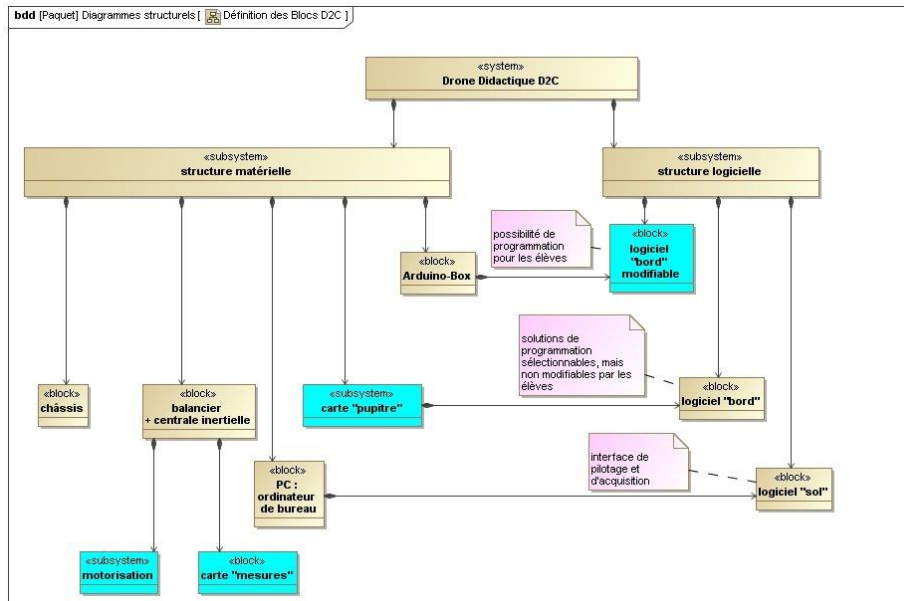 bdd [Paquet] Diagrammes structurels [ Définition des Blocs D2C ]
«system»
Drone Didactique D2C
«subsystem»
structure matérielle
«subsystem»
structure logicielle
possibilité de
programmation
pour les élèves
«block»
logiciel
"bord"
modifiable
«block»
Arduino-Box
solutions de
programmation
sélectionnables, mais
non modifiables par les
élèves
«block»
châssis
«block»
balancier
+ centrale inertielle
«subsystem»
carte "pupitre"
«block»
logiciel "bord"
interface de
pilotage et
d'acquisition
«block»
PC :
ordinateur
de bureau
«block»
logiciel "sol"
«subsystem»
motorisation
«block»
carte "mesures"